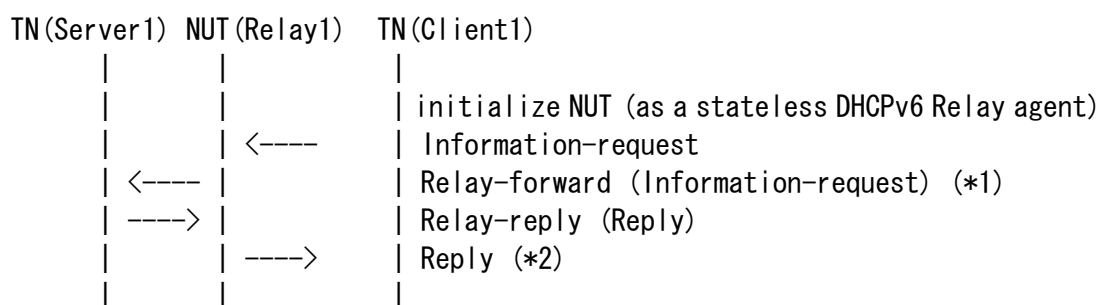 TN(Server1) NUT(Relay1) TN(Client1)
| | |
| | | initialize NUT (as a stateless DHCPv6 Relay agent)
| | <---- | Information-request
| <---- | | Relay-forward (Information-request) (*1)
| ----> | | Relay-reply (Reply)
| | ----> | Reply (*2)
| | |